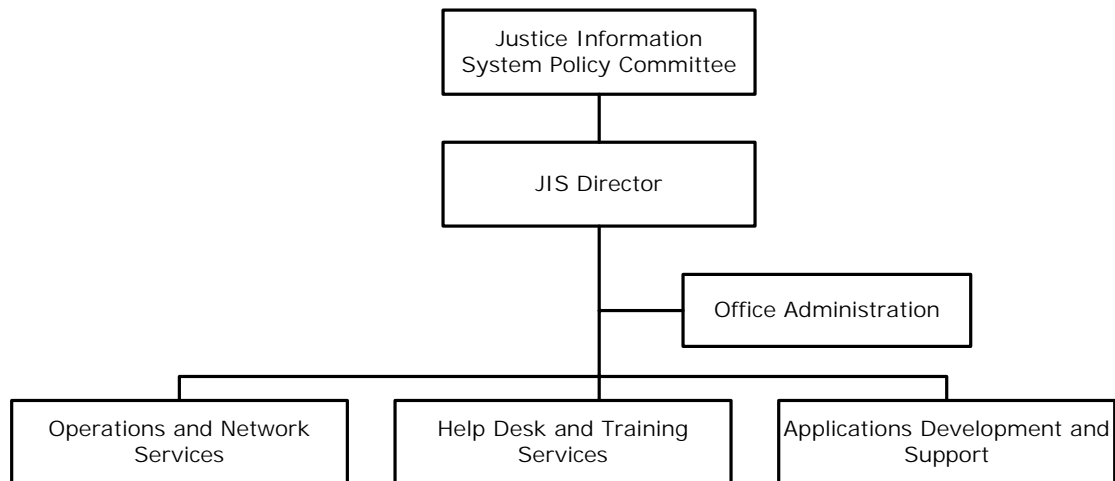 Justice Information
System Policy Committee
JIS Director
Office Administration
Operations and Network
Services
Help Desk and Training
Services
Applications Development and
Support